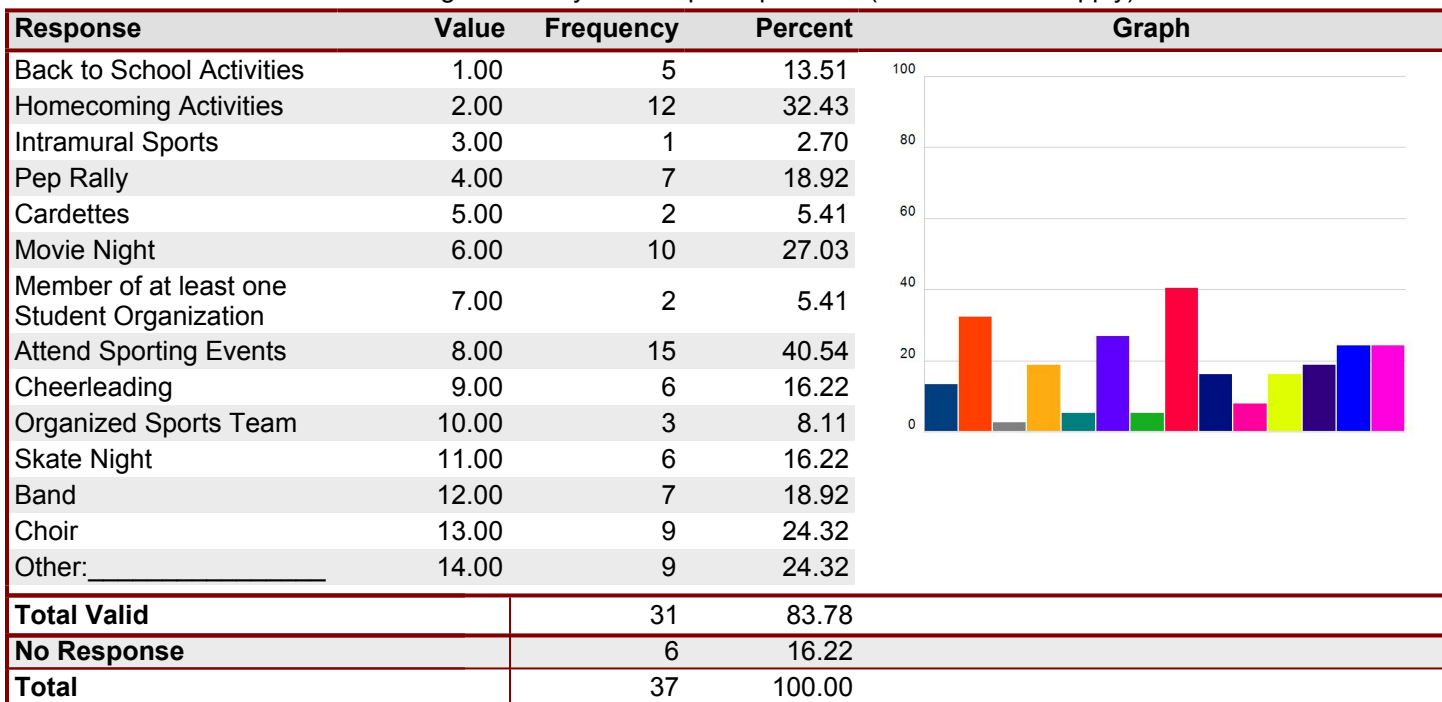 Response Value Frequency Percent Graph
Back to School Activities 1.00 5 13.51
Homecoming Activities 2.00 12 32.43
Intramural Sports 3.00 1 2.70
Pep Rally 4.00 7 18.92
Cardettes 5.00 2 5.41
Movie Night 6.00 10 27.03
Member of at least one
Student Organization 7.00 2 5.41
Attend Sporting Events 8.00 15 40.54
Cheerleading 9.00 6 16.22
Organized Sports Team 10.00 3 8.11
Skate Night 11.00 6 16.22
Band 12.00 7 18.92
Choir 13.00 9 24.32
Other:________________ 14.00 9 24.32
100
80
60
40
20
0
Total Valid 31 83.78
No Response 6 16.22
Total 37 100.00